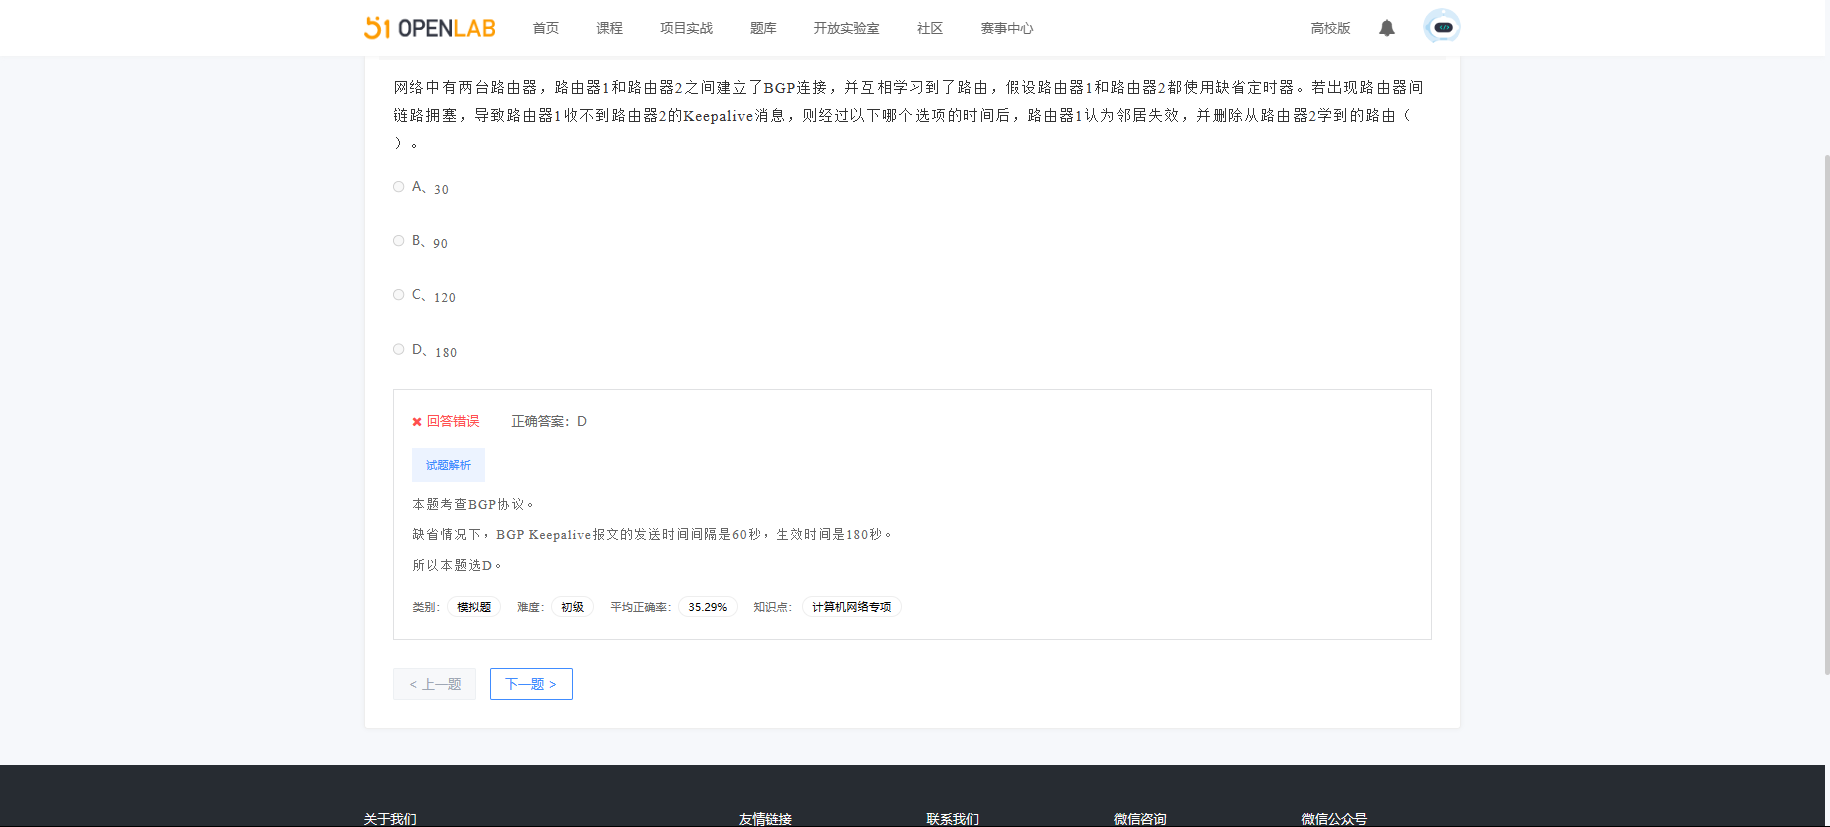 51 OPENLAB 首页 课程 项目实战 题库 开放实验室 社区 赛事中心 高校版
网络中有两台路由器，路由器1和路由器2之间建立了BGP连接，并互相学习到了路由，假设路由器1和路由器2都使用缺省定时器。若出现路由器间
链路拥塞，导致路由器1收不到路由器2的Keepalive消息，则经过以下哪个选项的时间后，路由器1认为邻居失效，并删除从路由器2学到的路由（
）。
A、30
B、90
C、120
D、180
回答错误 正确答案：D
试题解析
本题考查BGP协议。
缺省情况下，BGP Keepalive报文的发送时间间隔是60秒，生效时间是180秒。
所以本题选D。
类别： 模拟题 难度： 初级 平均正确率： 35.29% 知识点： 计算机网络专项
< 上一题 下一题 >
关于我们 友情链接 联系我们 微信咨询 微信公众号